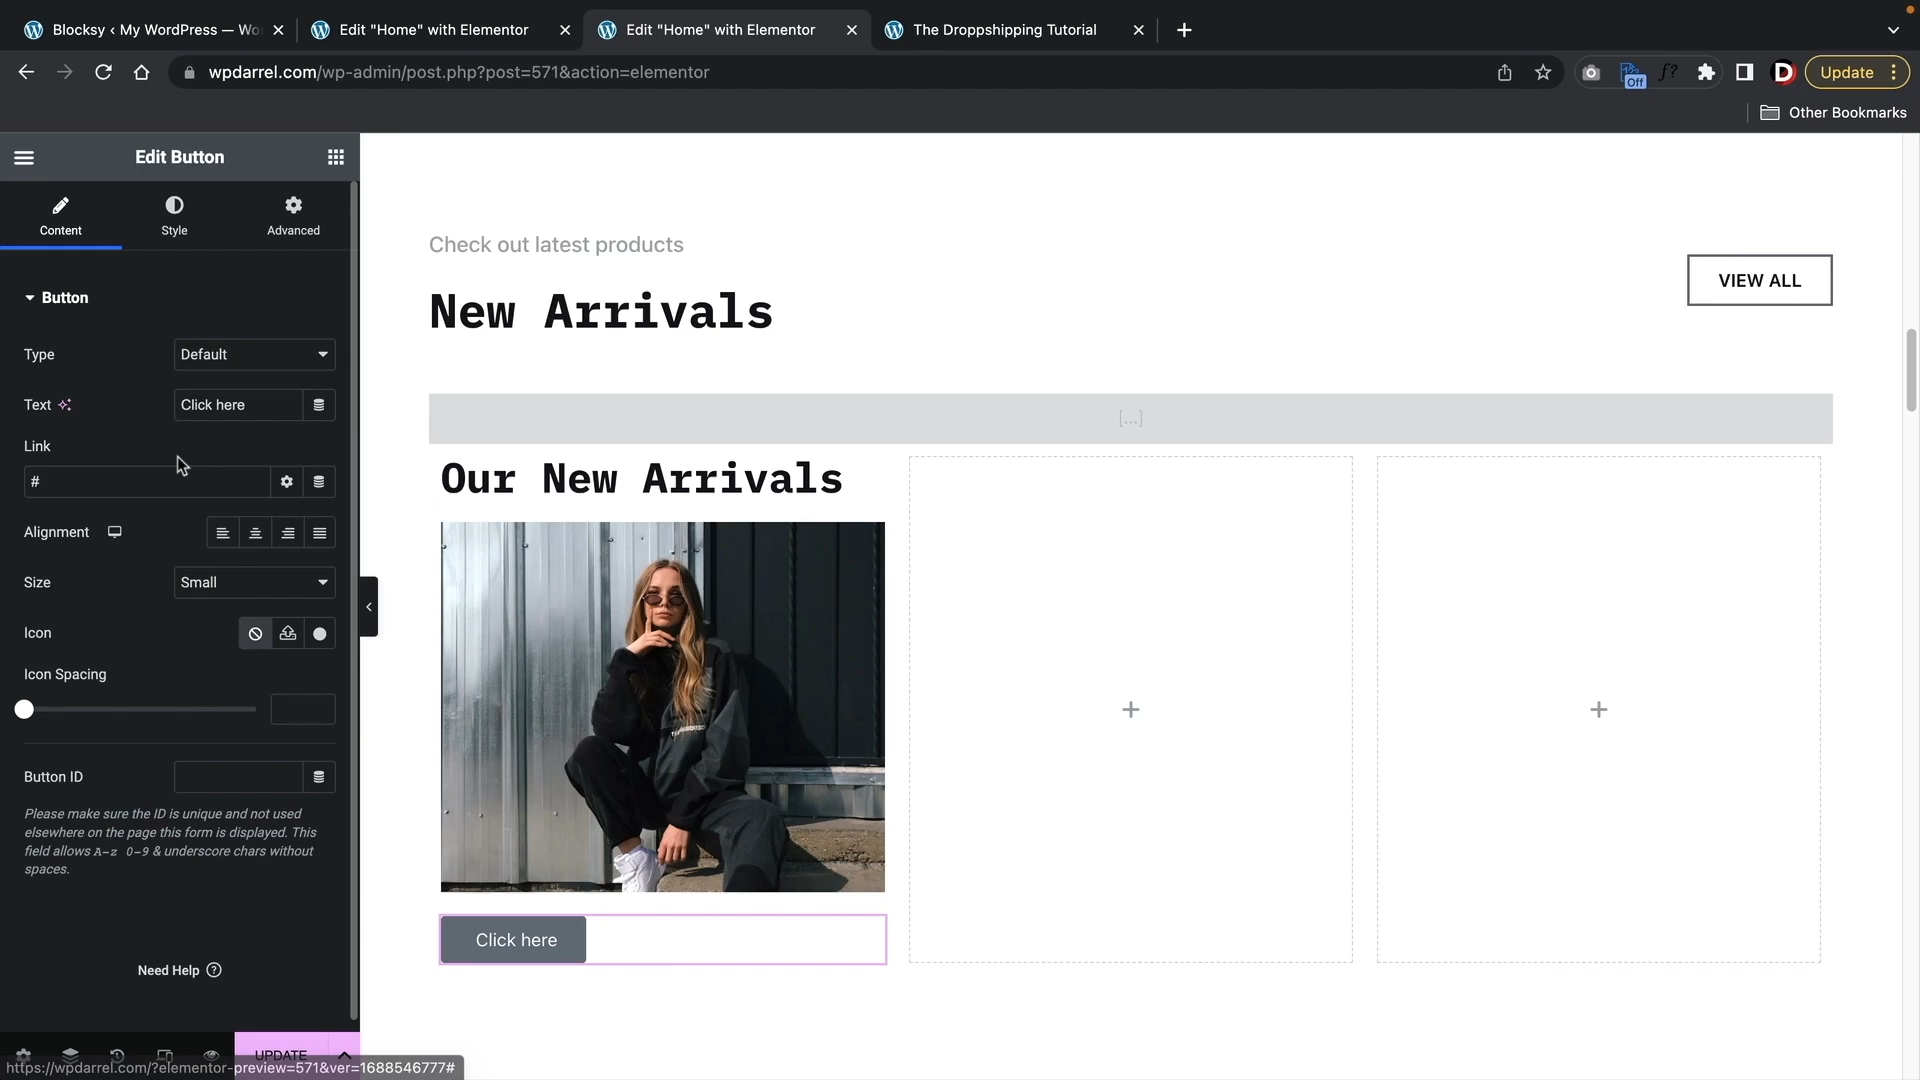 Blocksy ‹ My WordPress — Wo
Edit "Home" with Elementor
Edit "Home" with Elementor
The Droppshipping Tutorial
wpdarrel.com/wp-admin/post.php?post=571&action=elementor
Off
f?
D
Update
Other Bookmarks
Edit Button
Content
Style
Advanced
Button
Type
Default
Text
Click here
Link
#
Alignment
Size
Small
Icon
Icon Spacing
Button ID
Please make sure the ID is unique and not used
elsewhere on the page this form is displayed. This
field allows A-z 0-9 & underscore chars without
spaces.
Need Help ?
UPDATE
https://wpdarrel.com/?elementor-preview=571&ver=1688546777#
Check out latest products
New Arrivals
VIEW ALL
[...]
Our New Arrivals
Click here